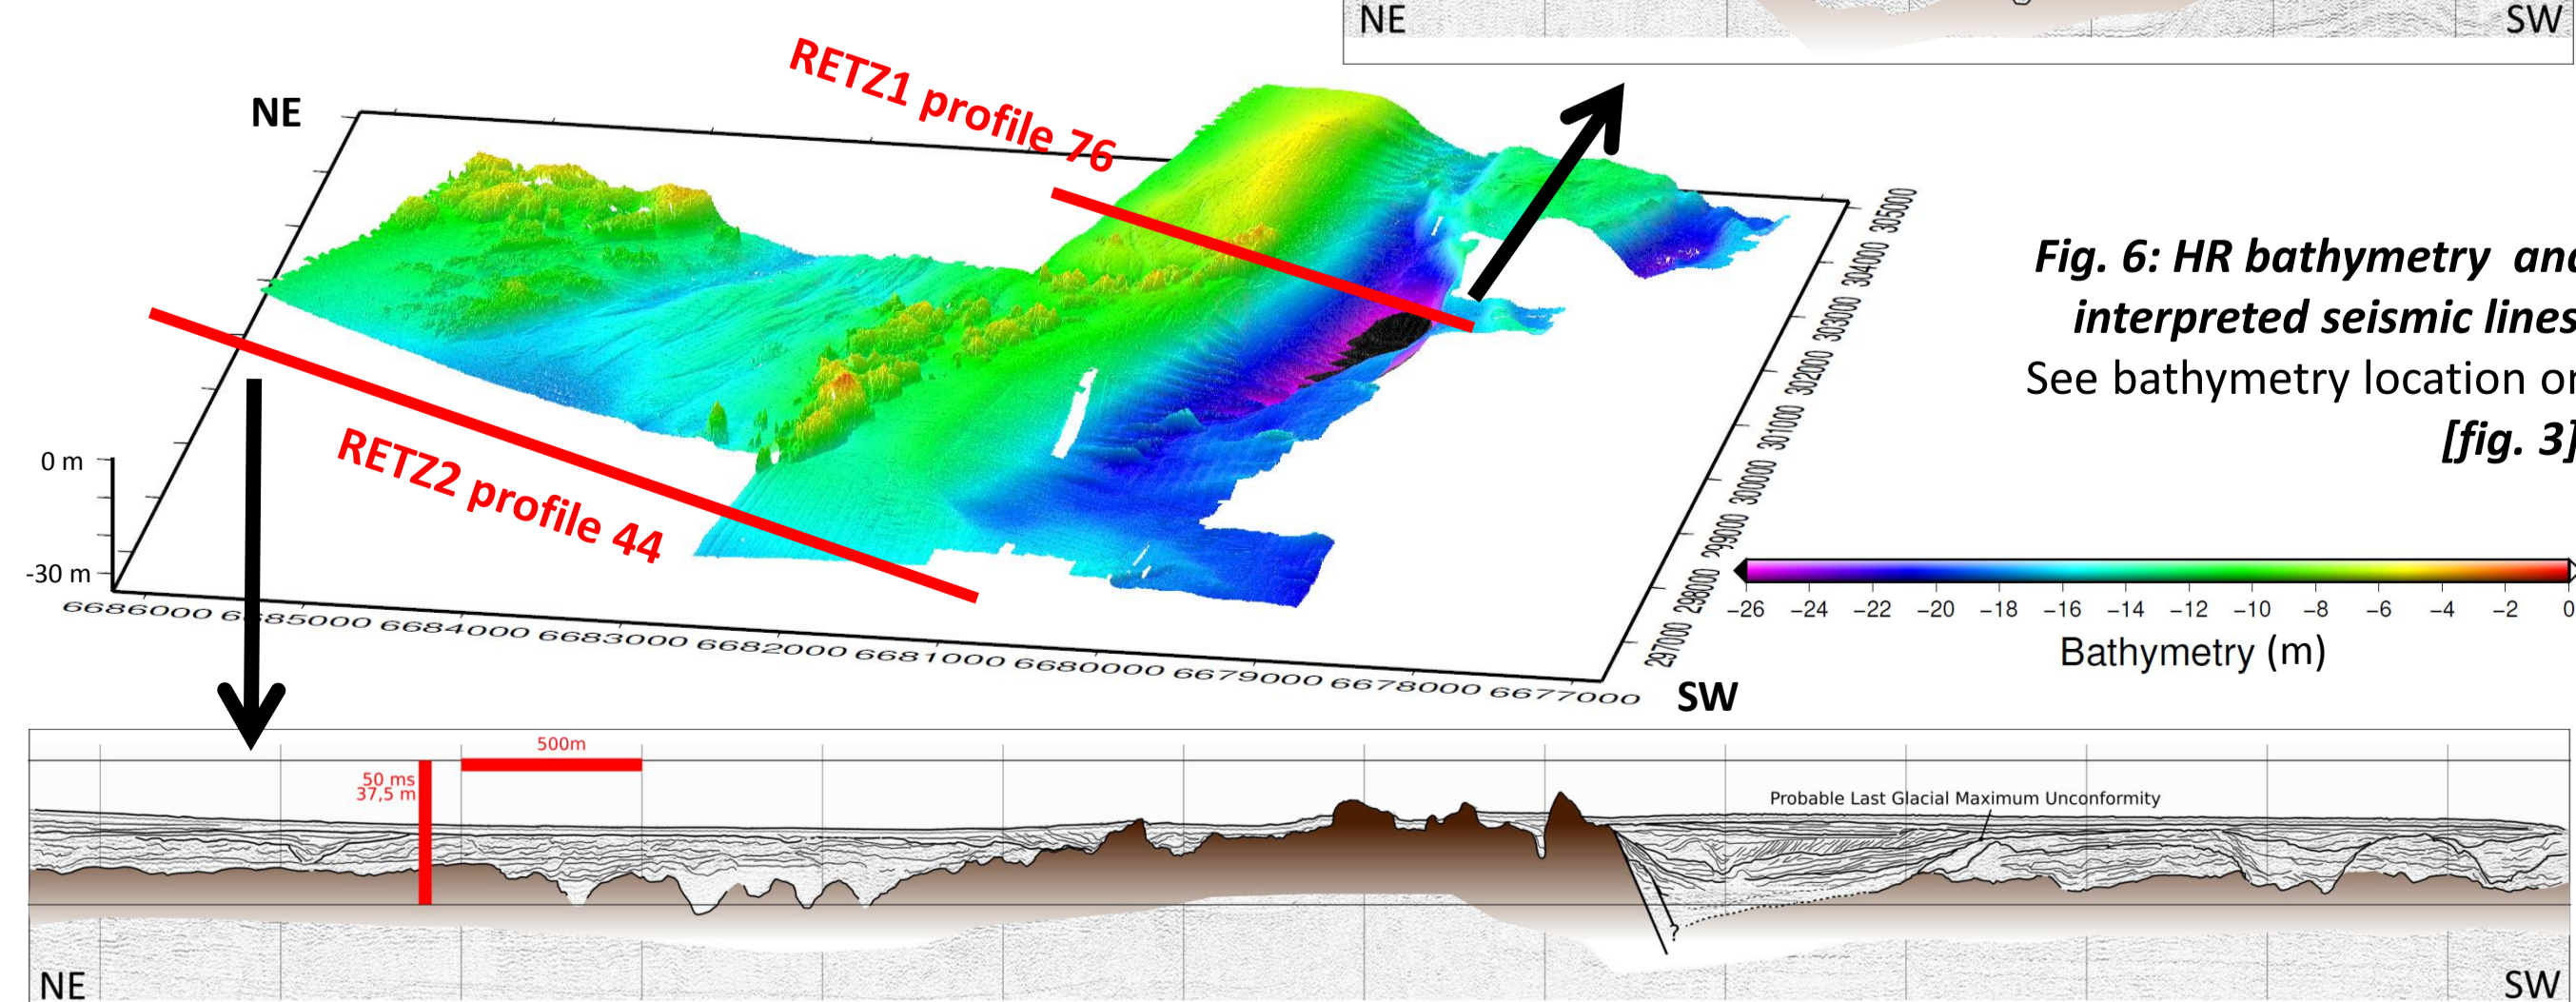 NE
SW
RETZ1 profile 76
NE
305000
304000
303000
302000
301000
300000
299000
298000
297000
Fig. 6: HR bathymetry and
interpreted seismic lines
See bathymetry location on
[fig. 3]
RETZ2 profile 44
0 m
-30 m
6686000 6685000 6684000 6683000 6682000 6681000 6680000 6679000 6678000 6677000
−26 −24 −22 −20 −18 −16 −14 −12 −10 −8 −6 −4 −2 0
Bathymetry (m)
SW
500m
50 ms
37,5 m
Probable Last Glacial Maximum Unconformity
?
NE
SW